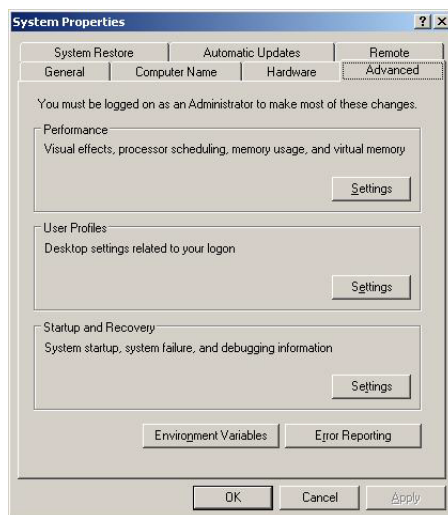 System Properties
System Restore
Automatic Updates
Remote
General
Computer Name
Hardware
Advanced
You must be logged on as an Administrator to make most of these changes.
Performance
Visual effects, processor scheduling, memory usage, and virtual memory
Settings
User Profiles
Desktop settings related to your logon
Settings
Startup and Recovery
System startup, system failure, and debugging information
Settings
Environment Variables
Error Reporting
OK
Cancel
Apply